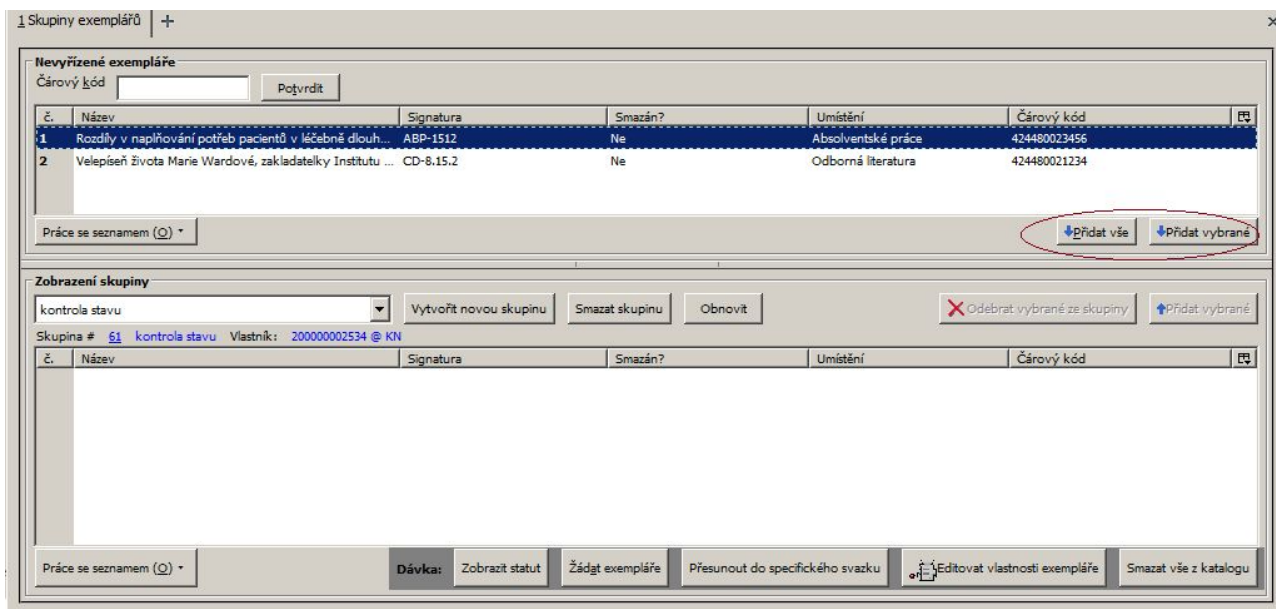 1 Skupiny exemplářů +
Nevyřízené exempláře
Čárový kód Potvrdit
č. Název Signatura Smazán? Umístění Čárový kód
1 Rozdíly v naplňování potřeb pacientů v léčebně dlouh... ABP-1512 Ne Absolventské práce 424480023456
2 Velepíseň života Marie Wardové, zakladatelky Institutu ... CD-8.15.2 Ne Odborná literatura 424480021234
Práce se seznamem (O) Přidat vše Přidat vybrané
Zobrazení skupiny
kontrola stavu Vytvořit novou skupinu Smazat skupinu Obnovit Odebrat vybrané ze skupiny Přidat vybrané
Skupina # 61 kontrola stavu Vlastník: 200000002534 @ KN
č. Název Signatura Smazán? Umístění Čárový kód
Práce se seznamem (O) Dávka: Zobrazit statut Žádat exempláře Přesunout do specifického svazku Editovat vlastnosti exempláře Smazat vše z katalogu